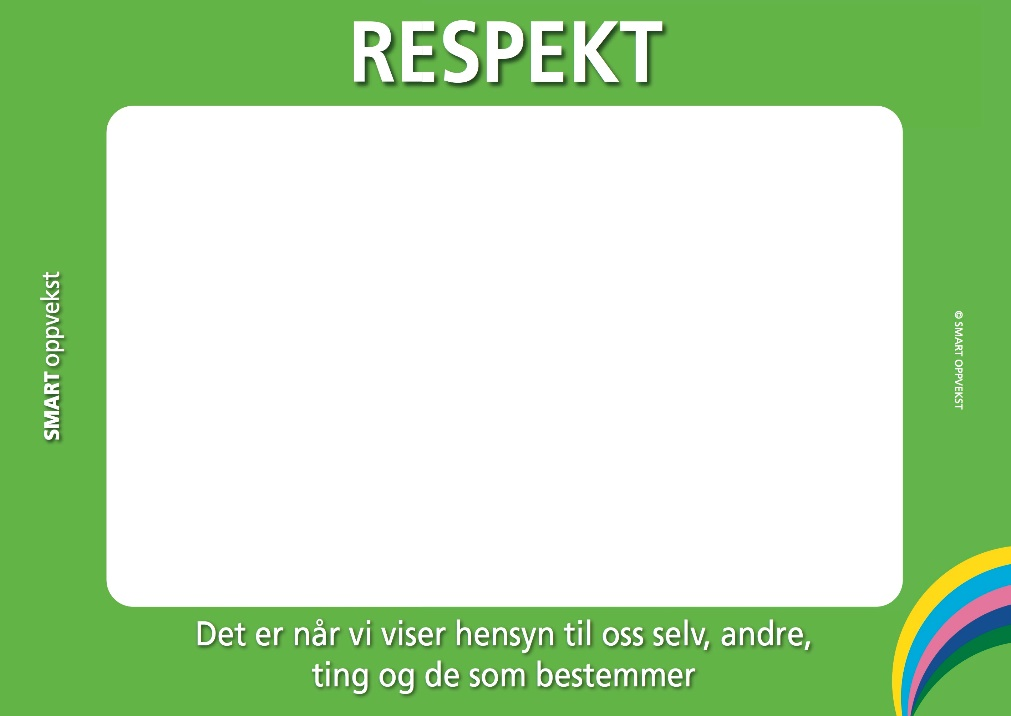 RESPEKT
SMART oppvekst
© SMART OPPVEKST
Det er når vi viser hensyn til oss selv, andre,
ting og de som bestemmer